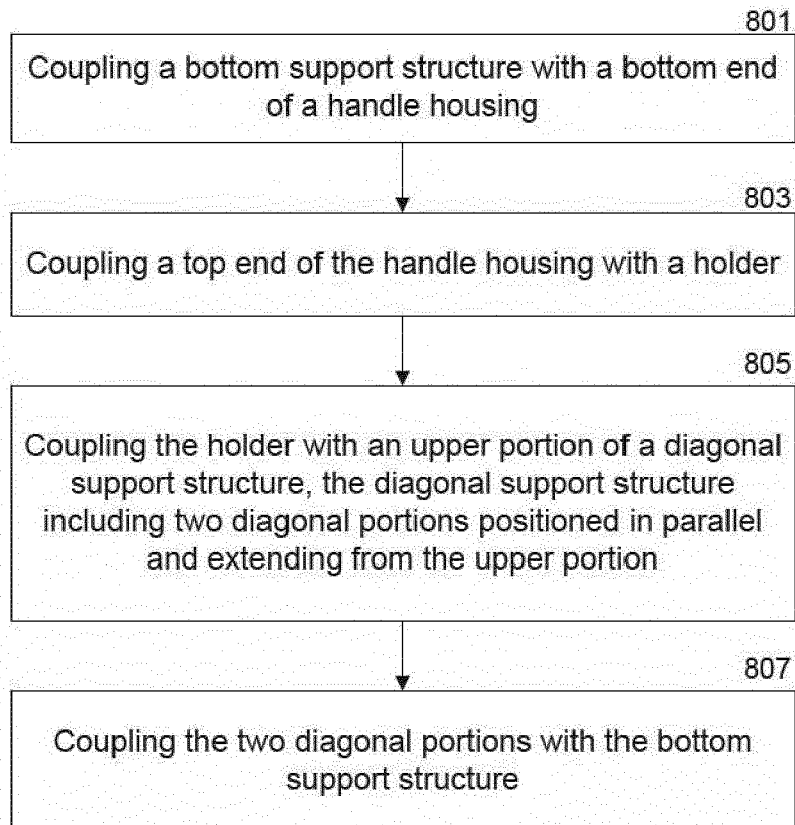 801
Coupling a bottom support structure with a bottom end
of a handle housing
803
Coupling a top end of the handle housing with a holder
805
Coupling the holder with an upper portion of a diagonal
support structure, the diagonal support structure
including two diagonal portions positioned in parallel
and extending from the upper portion
807
Coupling the two diagonal portions with the bottom
support structure